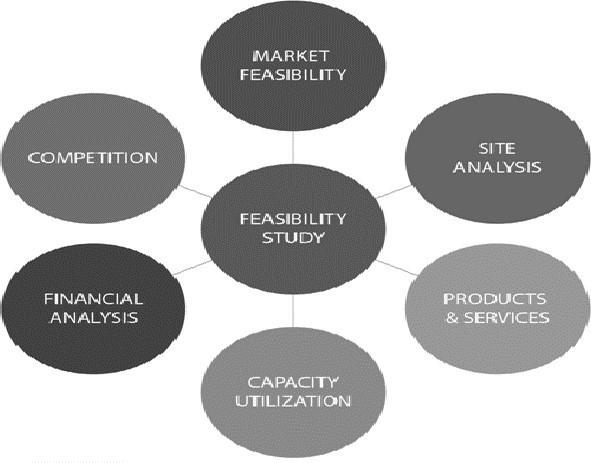 MARKET
FEASIBILITY
COMPETITION
SITE
ANALYSIS
FEASIBILITY
STUDY
FINANCIAL
ANALYSIS
PRODUCTS
& SERVICES
CAPACITY
UTILIZATION